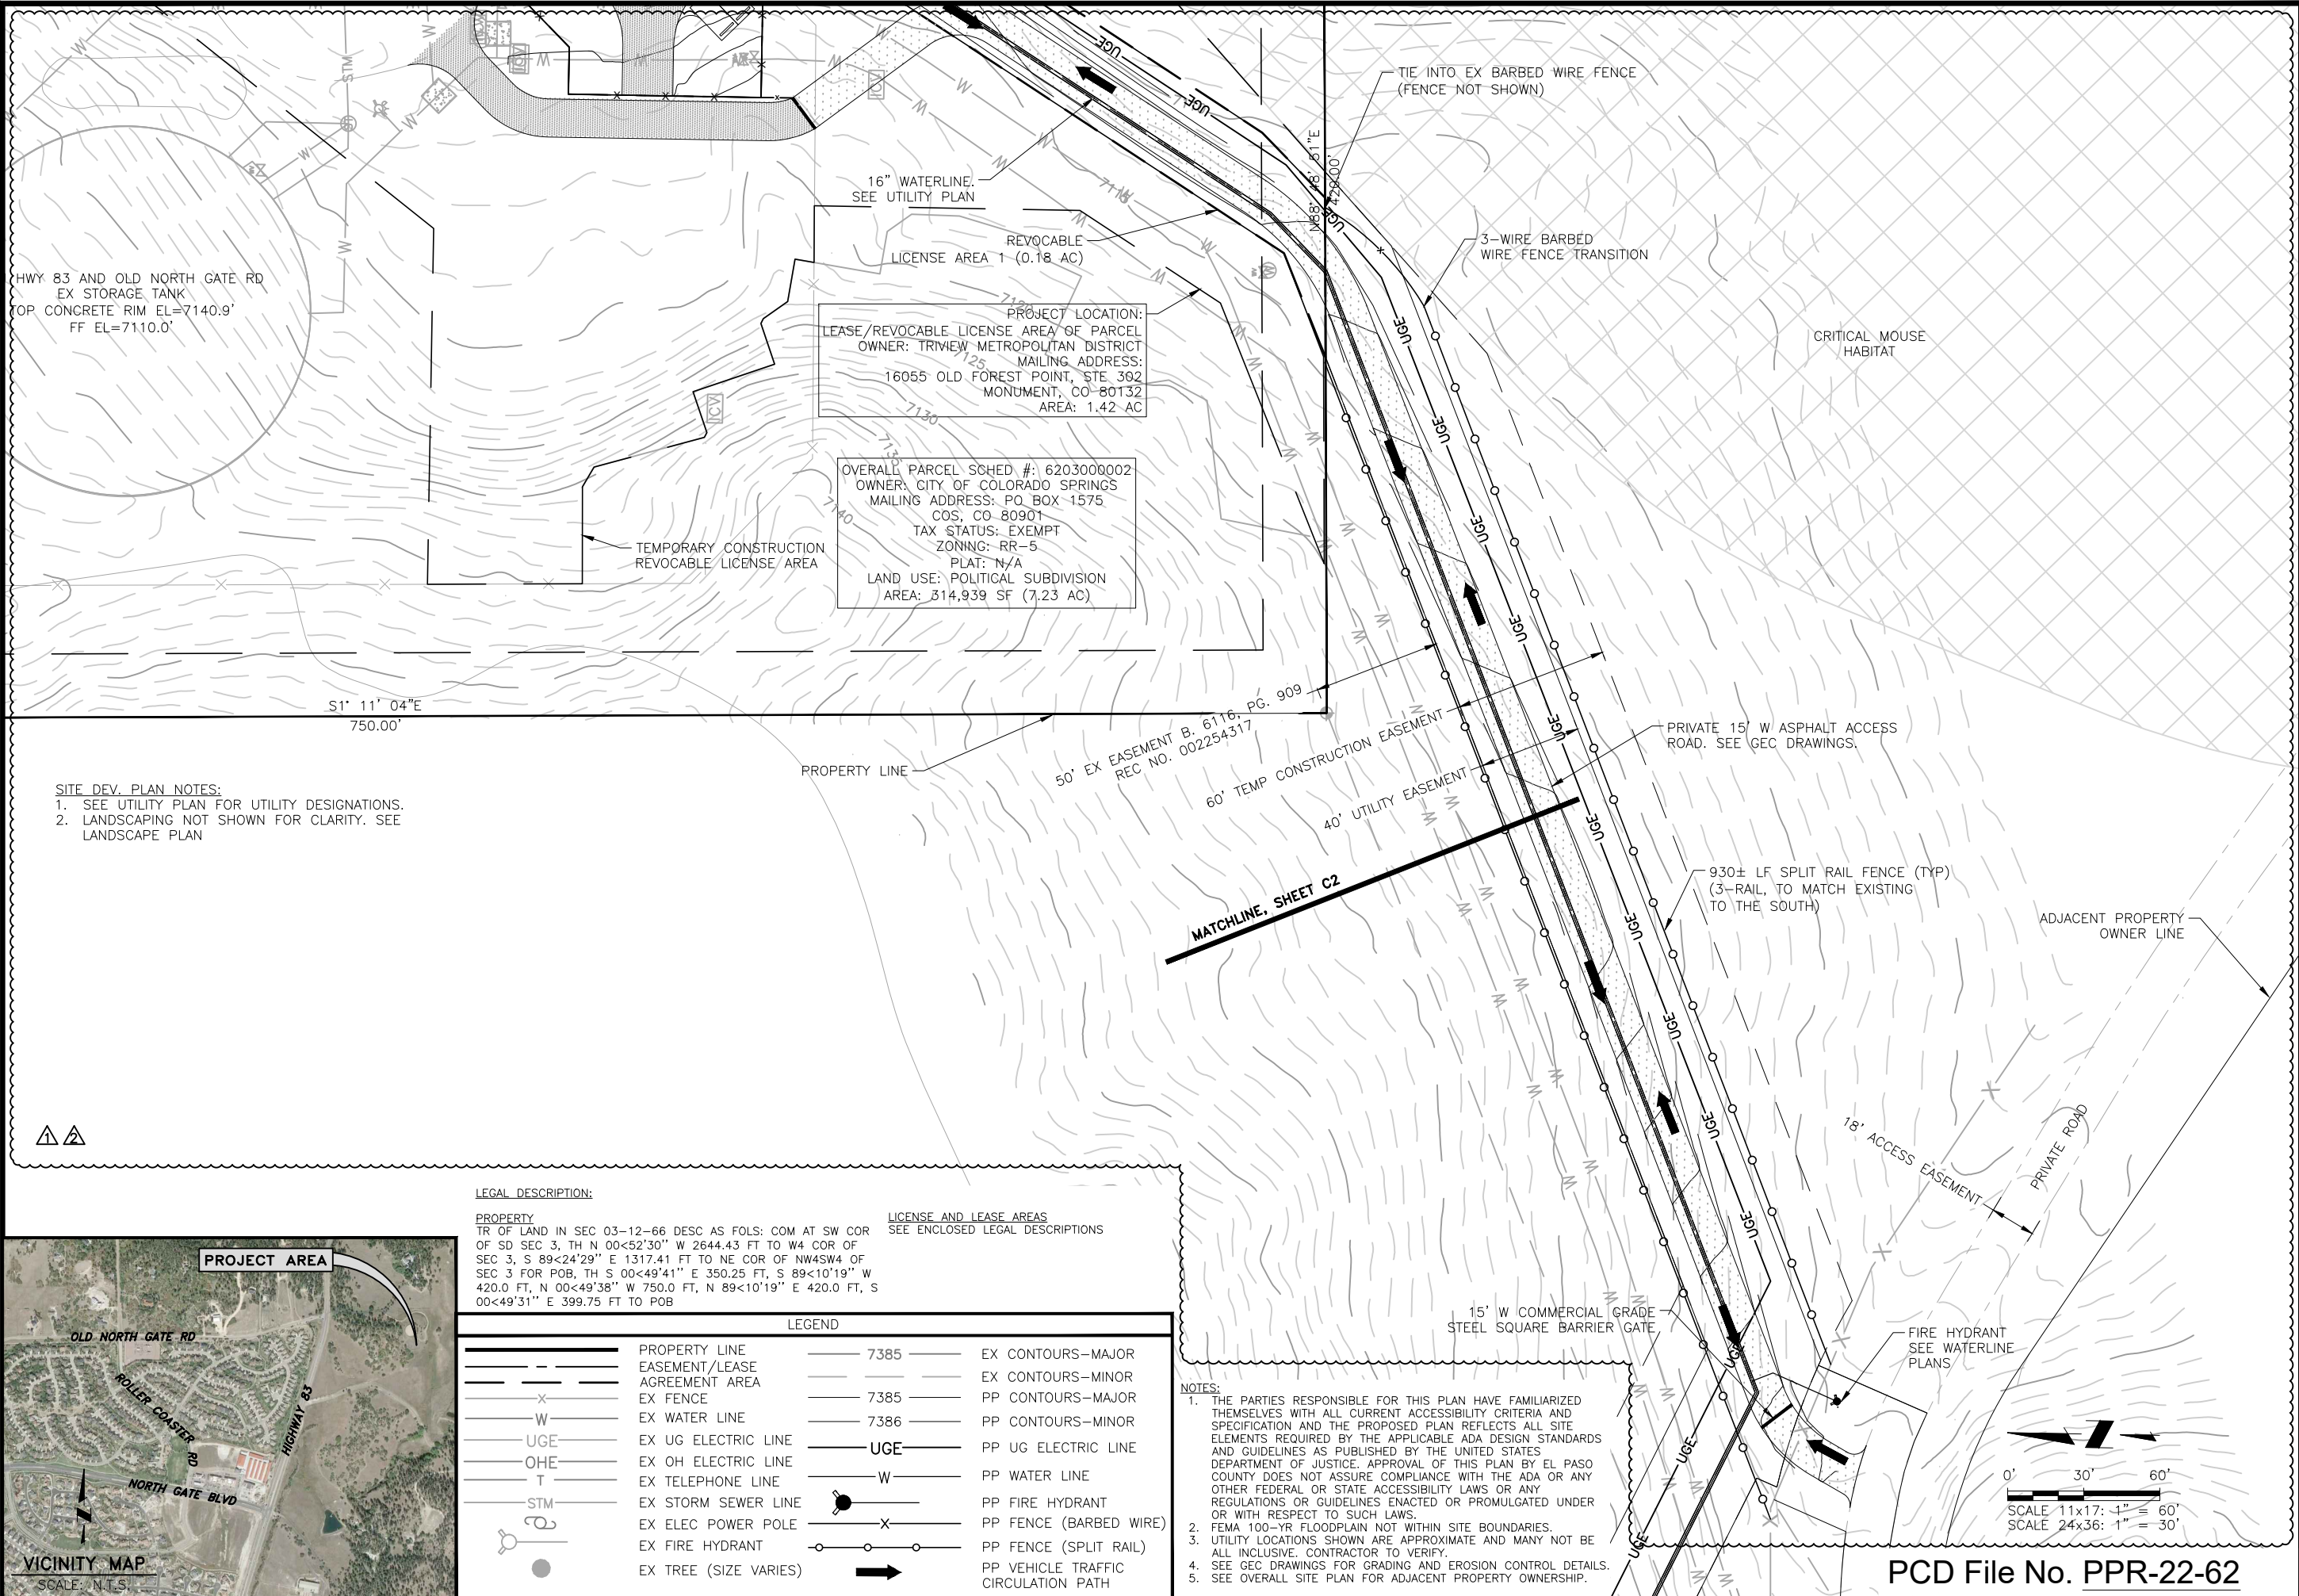 TIE INTO EX BARBED WIRE FENCE
(FENCE NOT SHOWN)
N88° 48' 51"E
420.00'
16" WATERLINE.
SEE UTILITY PLAN
REVOCABLE
LICENSE AREA 1 (0.18 AC)
3-WIRE BARBED
WIRE FENCE TRANSITION
HWY 83 AND OLD NORTH GATE RD
EX STORAGE TANK
TOP CONCRETE RIM EL=7140.9'
FF EL=7110.0'
PROJECT LOCATION:
LEASE/REVOCABLE LICENSE AREA OF PARCEL
OWNER: TRIVIEW METROPOLITAN DISTRICT
MAILING ADDRESS:
16055 OLD FOREST POINT, STE 302
MONUMENT, CO 80132
AREA: 1.42 AC
CRITICAL MOUSE
HABITAT
7120
7125
7130
7135
7140
OVERALL PARCEL SCHED #: 6203000002
OWNER: CITY OF COLORADO SPRINGS
MAILING ADDRESS: PO BOX 1575
COS, CO 80901
TAX STATUS: EXEMPT
ZONING: RR-5
PLAT: N/A
LAND USE: POLITICAL SUBDIVISION
AREA: 314,939 SF (7.23 AC)
TEMPORARY CONSTRUCTION
REVOCABLE LICENSE AREA
ICV
STM
W
UGE
S1° 11' 04"E
750.00'
PROPERTY LINE
50' EX EASEMENT B. 6116, PG. 909
REC NO. 002254317
60' TEMP CONSTRUCTION EASEMENT
40' UTILITY EASEMENT
PRIVATE 15' W ASPHALT ACCESS
ROAD. SEE GEC DRAWINGS.
SITE DEV. PLAN NOTES:
1. SEE UTILITY PLAN FOR UTILITY DESIGNATIONS.
2. LANDSCAPING NOT SHOWN FOR CLARITY. SEE
LANDSCAPE PLAN
MATCHLINE, SHEET C2
930± LF SPLIT RAIL FENCE (TYP)
(3-RAIL, TO MATCH EXISTING
TO THE SOUTH)
ADJACENT PROPERTY
OWNER LINE
18' ACCESS EASEMENT
PRIVATE ROAD
1 2
LEGAL DESCRIPTION:
PROPERTY
TR OF LAND IN SEC 03-12-66 DESC AS FOLS: COM AT SW COR
OF SD SEC 3, TH N 00<52'30'' W 2644.43 FT TO W4 COR OF
SEC 3, S 89<24'29'' E 1317.41 FT TO NE COR OF NW4SW4 OF
SEC 3 FOR POB, TH S 00<49'41'' E 350.25 FT, S 89<10'19'' W
420.0 FT, N 00<49'38'' W 750.0 FT, N 89<10'19'' E 420.0 FT, S
00<49'31'' E 399.75 FT TO POB
LICENSE AND LEASE AREAS
SEE ENCLOSED LEGAL DESCRIPTIONS
PROJECT AREA
OLD NORTH GATE RD
ROLLER COASTER RD
HIGHWAY 83
NORTH GATE BLVD
VICINITY MAP
SCALE: N.T.S.
LEGEND
PROPERTY LINE
EASEMENT/LEASE
AGREEMENT AREA
X EX FENCE
W EX WATER LINE
UGE EX UG ELECTRIC LINE
OHE EX OH ELECTRIC LINE
T EX TELEPHONE LINE
STM EX STORM SEWER LINE
EX ELEC POWER POLE
EX FIRE HYDRANT
EX TREE (SIZE VARIES)
7385 EX CONTOURS-MAJOR
EX CONTOURS-MINOR
7385 PP CONTOURS-MAJOR
7386 PP CONTOURS-MINOR
UGE PP UG ELECTRIC LINE
W PP WATER LINE
PP FIRE HYDRANT
X PP FENCE (BARBED WIRE)
PP FENCE (SPLIT RAIL)
PP VEHICLE TRAFFIC
CIRCULATION PATH
15' W COMMERCIAL GRADE
STEEL SQUARE BARRIER GATE
FIRE HYDRANT
SEE WATERLINE
PLANS
NOTES:
1. THE PARTIES RESPONSIBLE FOR THIS PLAN HAVE FAMILIARIZED
THEMSELVES WITH ALL CURRENT ACCESSIBILITY CRITERIA AND
SPECIFICATION AND THE PROPOSED PLAN REFLECTS ALL SITE
ELEMENTS REQUIRED BY THE APPLICABLE ADA DESIGN STANDARDS
AND GUIDELINES AS PUBLISHED BY THE UNITED STATES
DEPARTMENT OF JUSTICE. APPROVAL OF THIS PLAN BY EL PASO
COUNTY DOES NOT ASSURE COMPLIANCE WITH THE ADA OR ANY
OTHER FEDERAL OR STATE ACCESSIBILITY LAWS OR ANY
REGULATIONS OR GUIDELINES ENACTED OR PROMULGATED UNDER
OR WITH RESPECT TO SUCH LAWS.
2. FEMA 100-YR FLOODPLAIN NOT WITHIN SITE BOUNDARIES.
3. UTILITY LOCATIONS SHOWN ARE APPROXIMATE AND MANY NOT BE
ALL INCLUSIVE. CONTRACTOR TO VERIFY.
4. SEE GEC DRAWINGS FOR GRADING AND EROSION CONTROL DETAILS.
5. SEE OVERALL SITE PLAN FOR ADJACENT PROPERTY OWNERSHIP.
0' 30' 60'
SCALE 11x17: 1" = 60'
SCALE 24x36: 1" = 30'
PCD File No. PPR-22-62